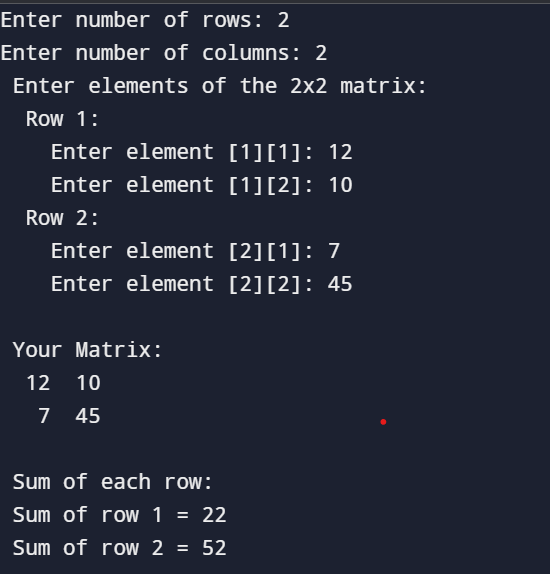 Enter number of rows: 2
Enter number of columns: 2
Enter elements of the 2x2 matrix:
Row 1:
Enter element [1][1]: 12
Enter element [1][2]: 10
Row 2:
Enter element [2][1]: 7
Enter element [2][2]: 45
Your Matrix:
12  10
7  45
Sum of each row:
Sum of row 1 = 22
Sum of row 2 = 52